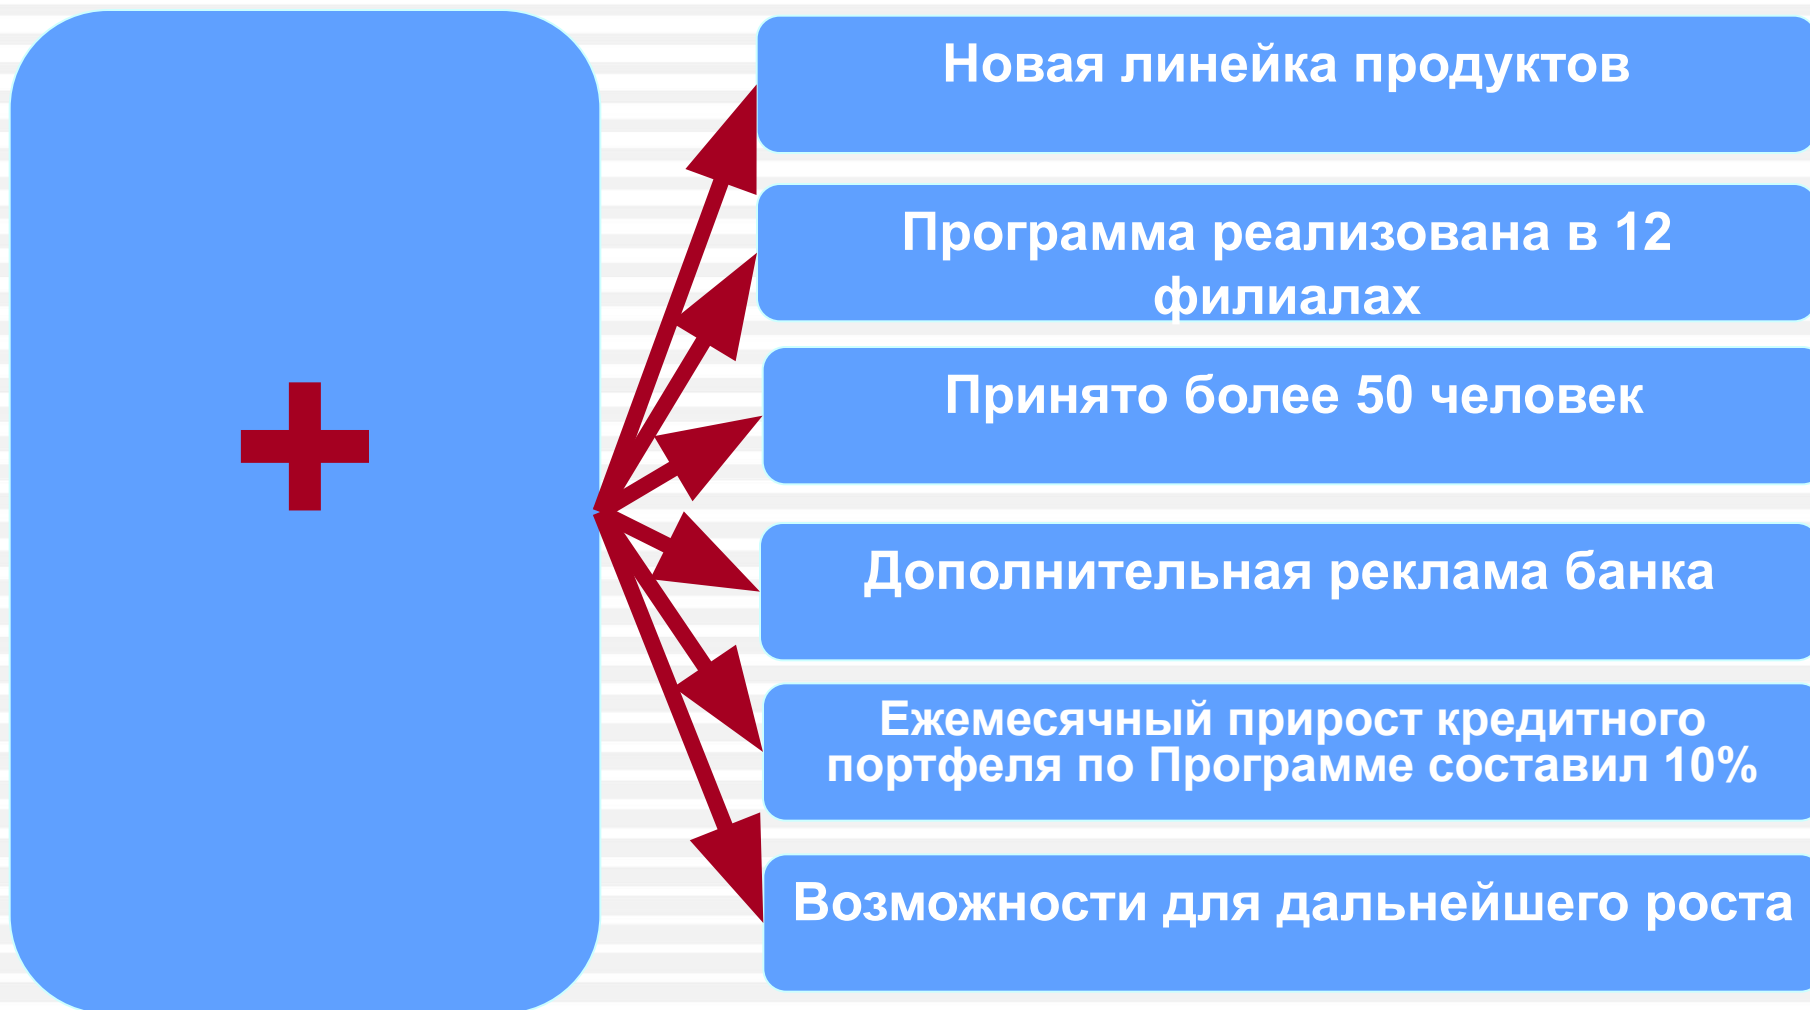 +
Новая линейка продуктов
Программа реализована в 12
филиалах
Принято более 50 человек
Дополнительная реклама банка
Ежемесячный прирост кредитного
портфеля по Программе составил 10%
Возможности для дальнейшего роста